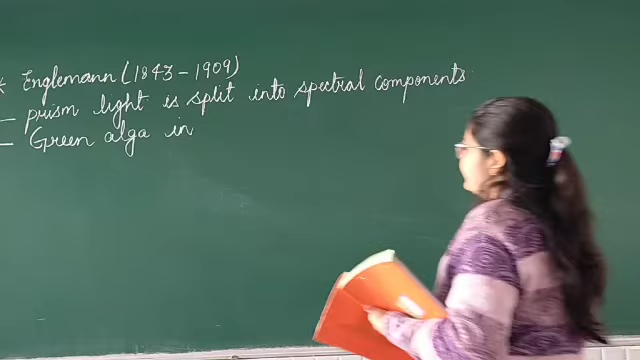 * Englemann (1843 - 1909)
— prism light is split into spectral components
— Green alga in